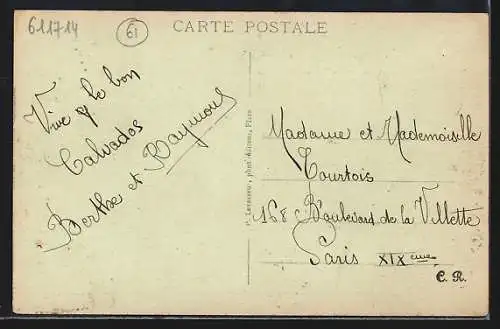 611714
61
CARTE POSTALE
Vive le bon
Calvados
Berthe et Raymond
Madame et Mademoiselle
Courtois
168 Boulevard de la Villette
Paris XIXème
C. R.